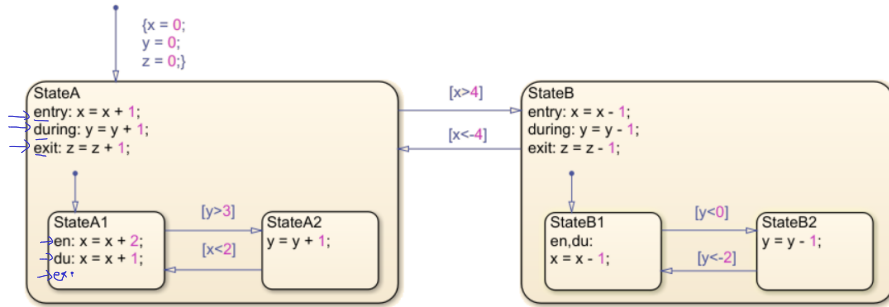 {x = 0;
y = 0;
z = 0;}
StateA
entry: x = x + 1;
during: y = y + 1;
exit: z = z + 1;
[x>4]
[x<-4]
StateB
entry: x = x - 1;
during: y = y - 1;
exit: z = z - 1;
StateA1
en: x = x + 2;
du: x = x + 1;
ex:
[y>3]
[x<2]
StateA2
y = y + 1;
StateB1
en,du:
x = x - 1;
[y<0]
[y<-2]
StateB2
y = y - 1;